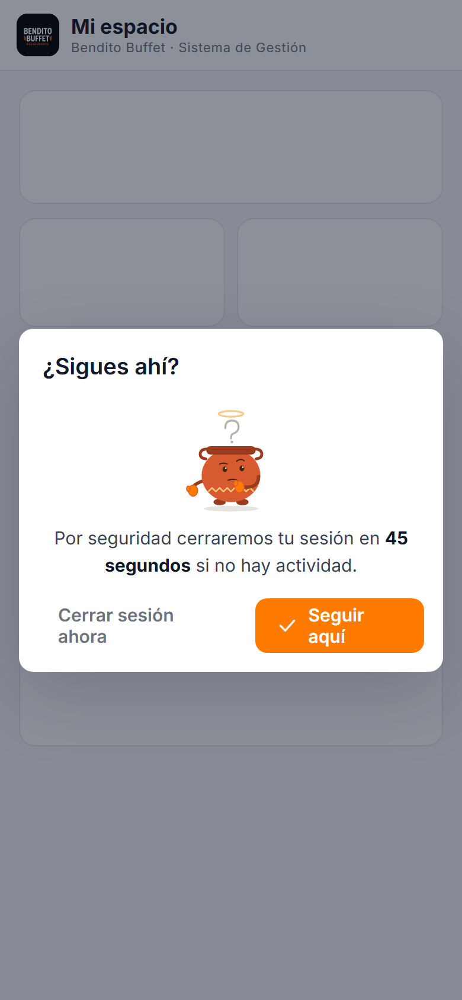 BENDITO
BUFFET
RESTAURANTE
Mi espacio
Bendito Buffet · Sistema de Gestión
¿Sigues ahí?
?
Por seguridad cerraremos tu sesión en 45
segundos si no hay actividad.
Cerrar sesión
ahora
Seguir
aquí